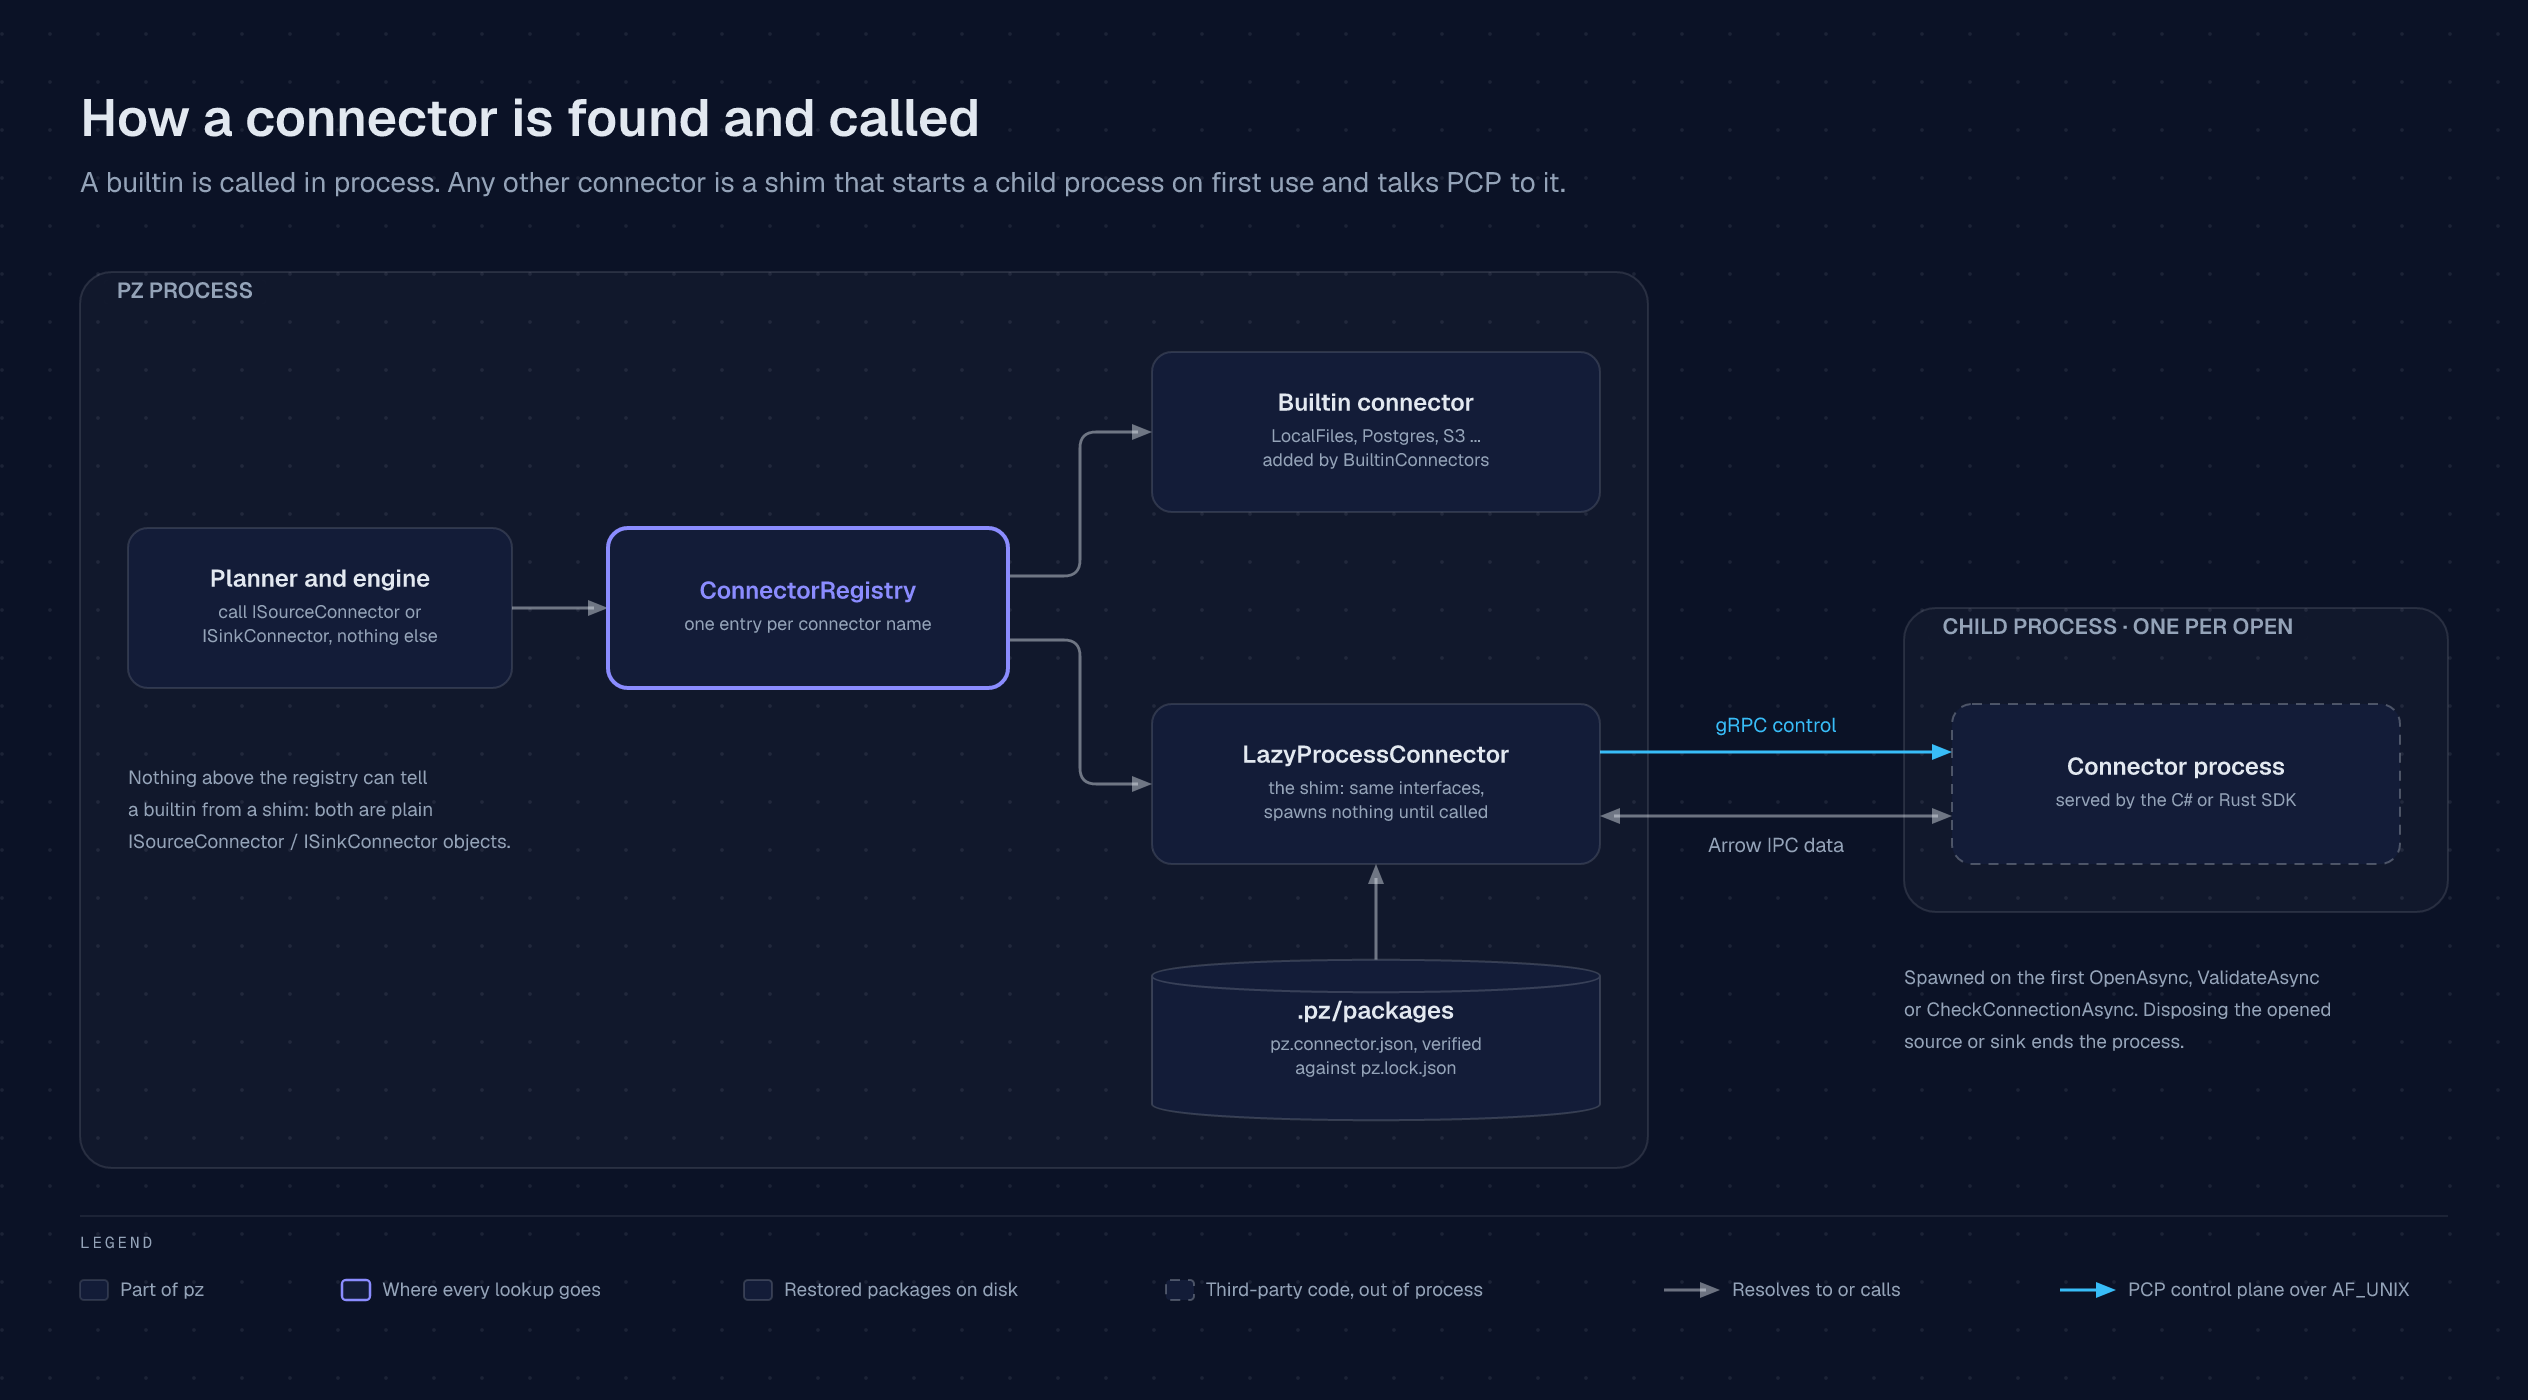 How a connector is found and called
A builtin is called in process. Any other connector is a shim that starts a child process on first use and talks PCP to it.
PZ PROCESS
Builtin connector
LocalFiles, Postgres, S3 ...
added by BuiltinConnectors
Planner and engine
call ISourceConnector or
ISinkConnector, nothing else
ConnectorRegistry
one entry per connector name
Nothing above the registry can tell
a builtin from a shim: both are plain
ISourceConnector / ISinkConnector objects.
LazyProcessConnector
the shim: same interfaces,
spawns nothing until called
gRPC control
Arrow IPC data
CHILD PROCESS · ONE PER OPEN
Connector process
served by the C# or Rust SDK
.pz/packages
pz.connector.json, verified
against pz.lock.json
Spawned on the first OpenAsync, ValidateAsync
or CheckConnectionAsync. Disposing the opened
source or sink ends the process.
LEGEND
Part of pz
Where every lookup goes
Restored packages on disk
Third-party code, out of process
Resolves to or calls
PCP control plane over AF_UNIX